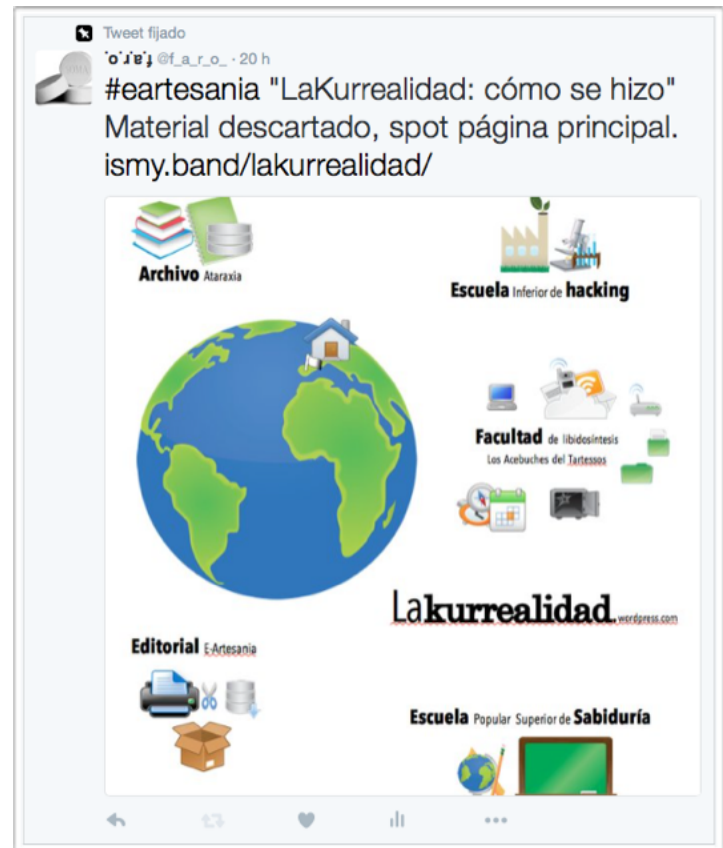 Tweet fijado
˙o˙ɹ˙ɐ˙ɟ @f_a_r_o_ · 20 h
#eartesania "LaKurrealidad: cómo se hizo"
Material descartado, spot página principal.
ismy.band/lakurrealidad/
Archivo Ataraxia
Escuela Inferior de hacking
Facultad de libidosíntesis
Los Acebuches del Tartessos
Lakurrealidad.wordpress.com
Editorial E-Artesania
Escuela Popular Superior de Sabiduría